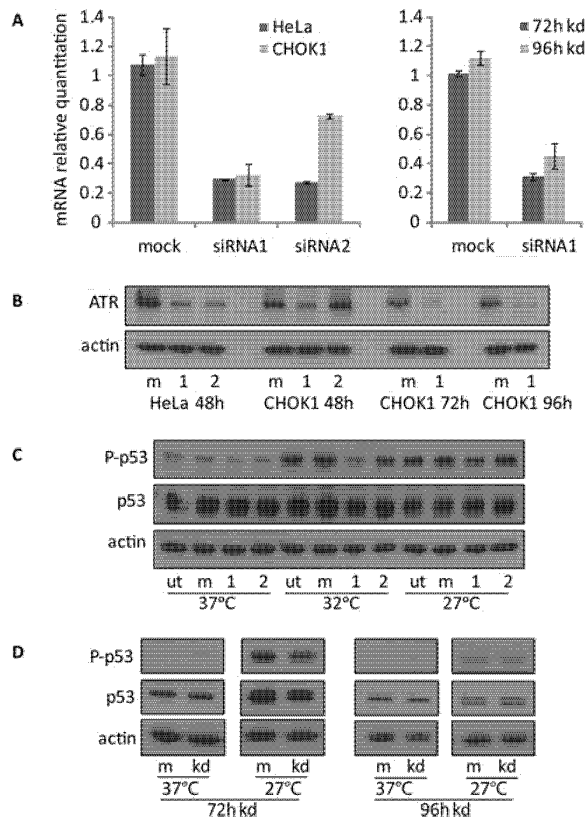 A
HeLa
CHOK1
72h kd
96h kd
mRNA relative quantitation
1.4
1.2
1
0.8
0.6
0.4
0.2
0
mock siRNA1 siRNA2
1.4
1.2
1
0.8
0.6
0.4
0.2
0
mock siRNA1
B
ATR
actin
m 1 2 m 1 2 m 1 m 1
HeLa 48h CHOK1 48h CHOK1 72h CHOK1 96h
C
P-p53
p53
actin
ut m 1 2 ut m 1 2 ut m 1 2
37°C 32°C 27°C
D
P-p53
p53
actin
m kd m kd m kd m kd
37°C 27°C 37°C 27°C
72h kd 96h kd